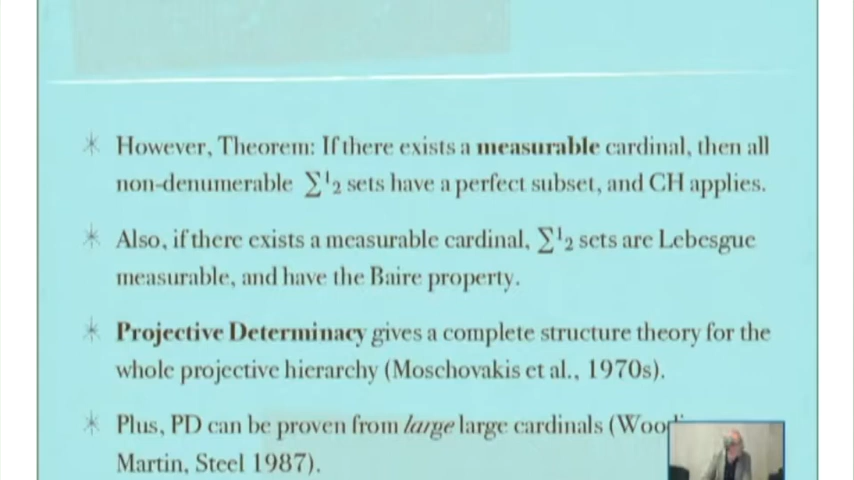 However, Theorem: If there exists a measurable cardinal, then all
non-denumerable ∑¹₂ sets have a perfect subset, and CH applies.
Also, if there exists a measurable cardinal, ∑¹₂ sets are Lebesgue
measurable, and have the Baire property.
Projective Determinacy gives a complete structure theory for the
whole projective hierarchy (Moschovakis et al., 1970s).
Plus, PD can be proven from large large cardinals
Martin, Steel 1987).